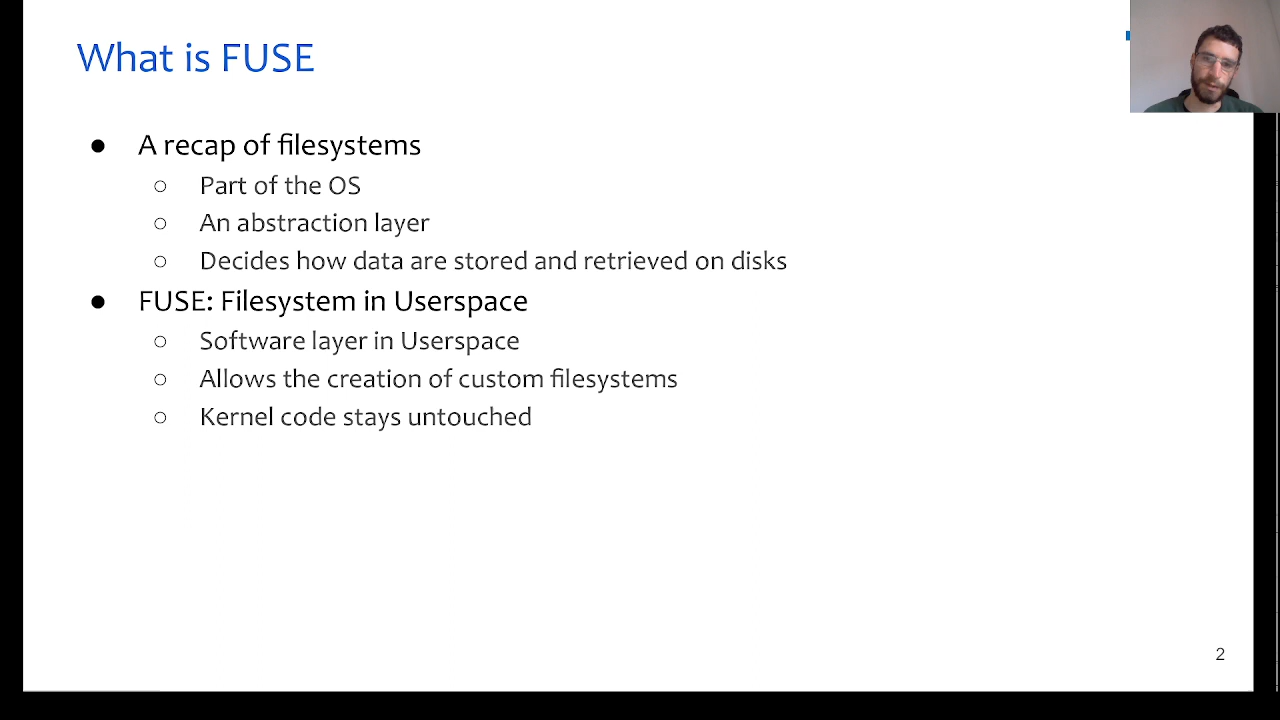 What is FUSE
● A recap of filesystems
○ Part of the OS
○ An abstraction layer
○ Decides how data are stored and retrieved on disks
● FUSE: Filesystem in Userspace
○ Software layer in Userspace
○ Allows the creation of custom filesystems
○ Kernel code stays untouched
2